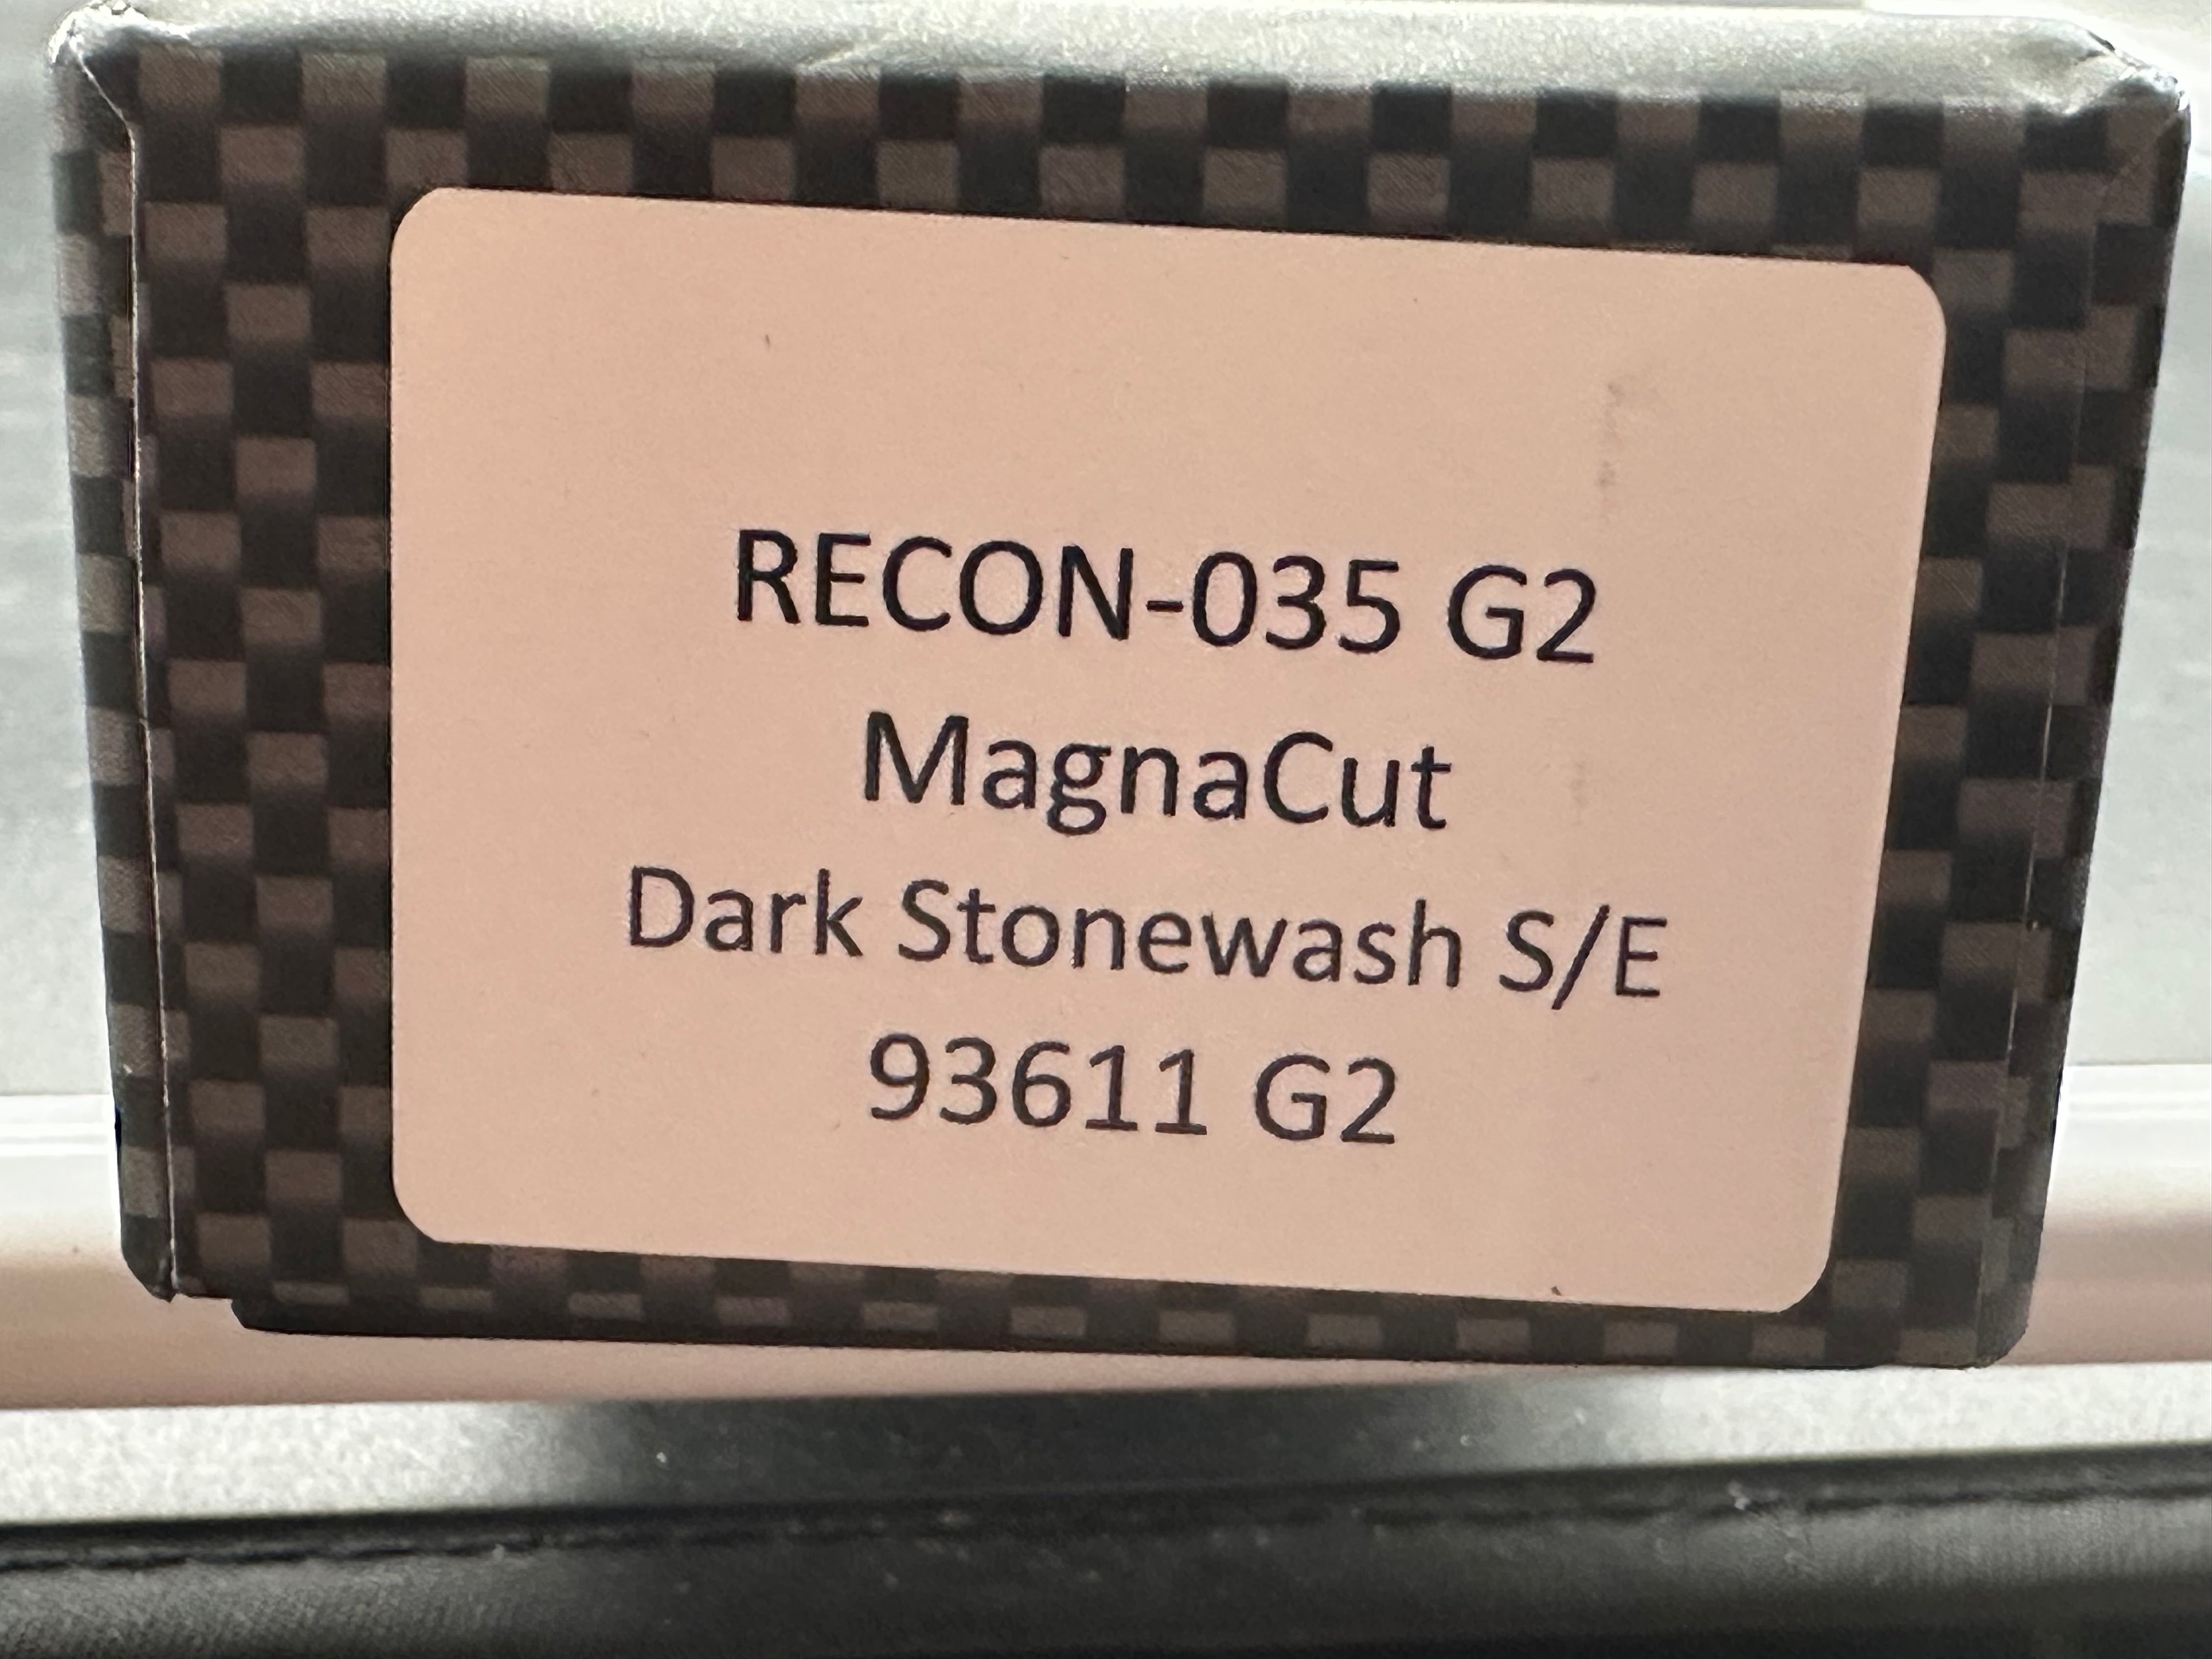 RECON-035 G2
MagnaCut
Dark Stonewash S/E
93611 G2